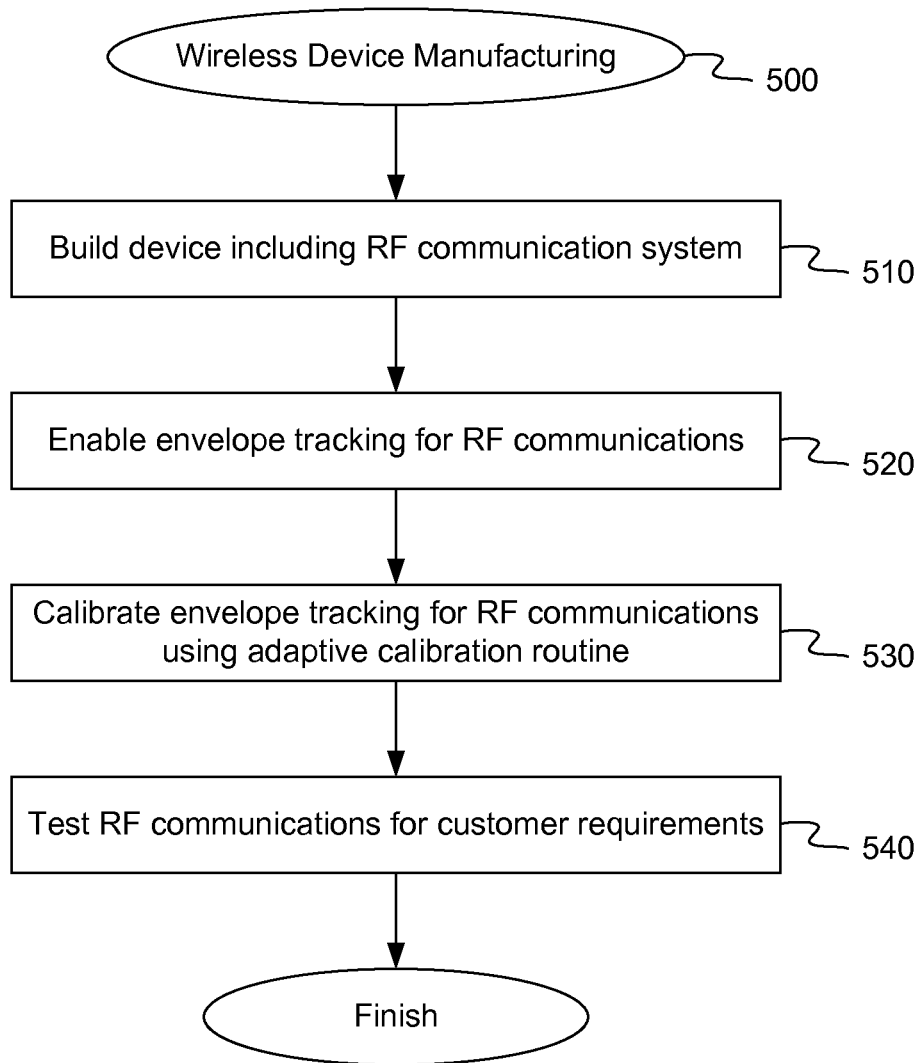 Wireless Device Manufacturing
500
Build device including RF communication system
510
Enable envelope tracking for RF communications
520
Calibrate envelope tracking for RF communications
using adaptive calibration routine
530
Test RF communications for customer requirements
540
Finish